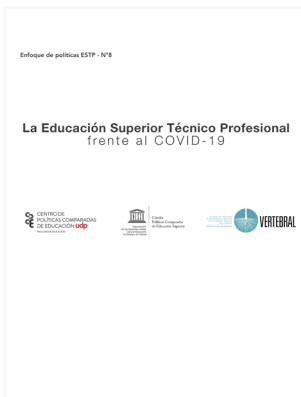 Enfoque de políticas ESTP - N°8
La Educación Superior Técnico Profesional
frente al COVID-19
CENTRO DE
POLÍTICAS COMPARADAS
DE EDUCACIÓN udp
Cátedra
Políticas Comparadas
de Educación Superior
VERTEBRAL